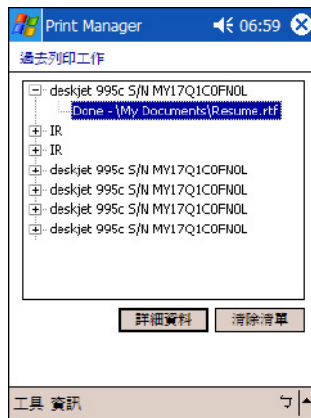 Print Manager 06:59
過去列印工作
deskjet 995c S/N MY17Q1C0FN0L
Done - \My Documents\Resume.rtf
IR
IR
deskjet 995c S/N MY17Q1C0FN0L
deskjet 995c S/N MY17Q1C0FN0L
deskjet 995c S/N MY17Q1C0FN0L
deskjet 995c S/N MY17Q1C0FN0L
詳細資料 清除清單
工具 資訊 ㄅ